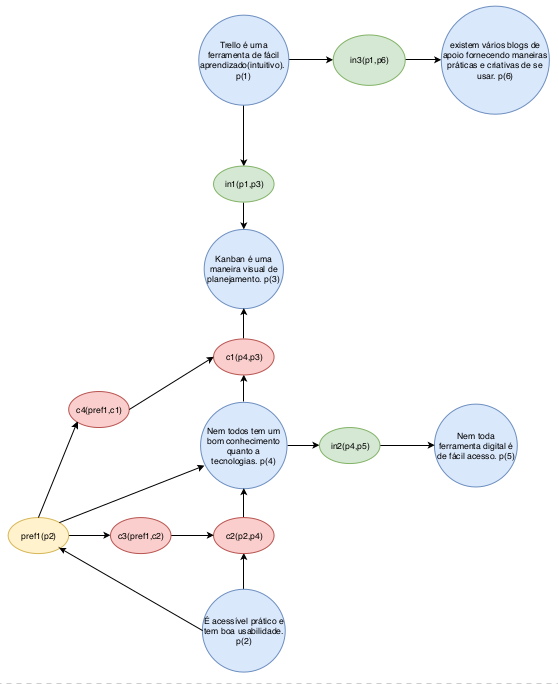 Trello é uma
ferramenta de fácil
aprendizado(intuitivo).
p(1)
in3(p1,p6)
existem vários blogs de
apoio fornecendo maneiras
práticas e criativas de se
usar. p(6)
in1(p1,p3)
Kanban é uma
maneira visual de
planejamento. p(3)
c1(p4,p3)
c4(pref1,c1)
Nem todos tem um
bom conhecimento
quanto a
tecnologias. p(4)
in2(p4,p5)
Nem toda
ferramenta digital é
de fácil acesso. p(5)
pref1(p2)
c3(pref1,c2)
c2(p2,p4)
É acessível prático e
tem boa usabilidade.
p(2)